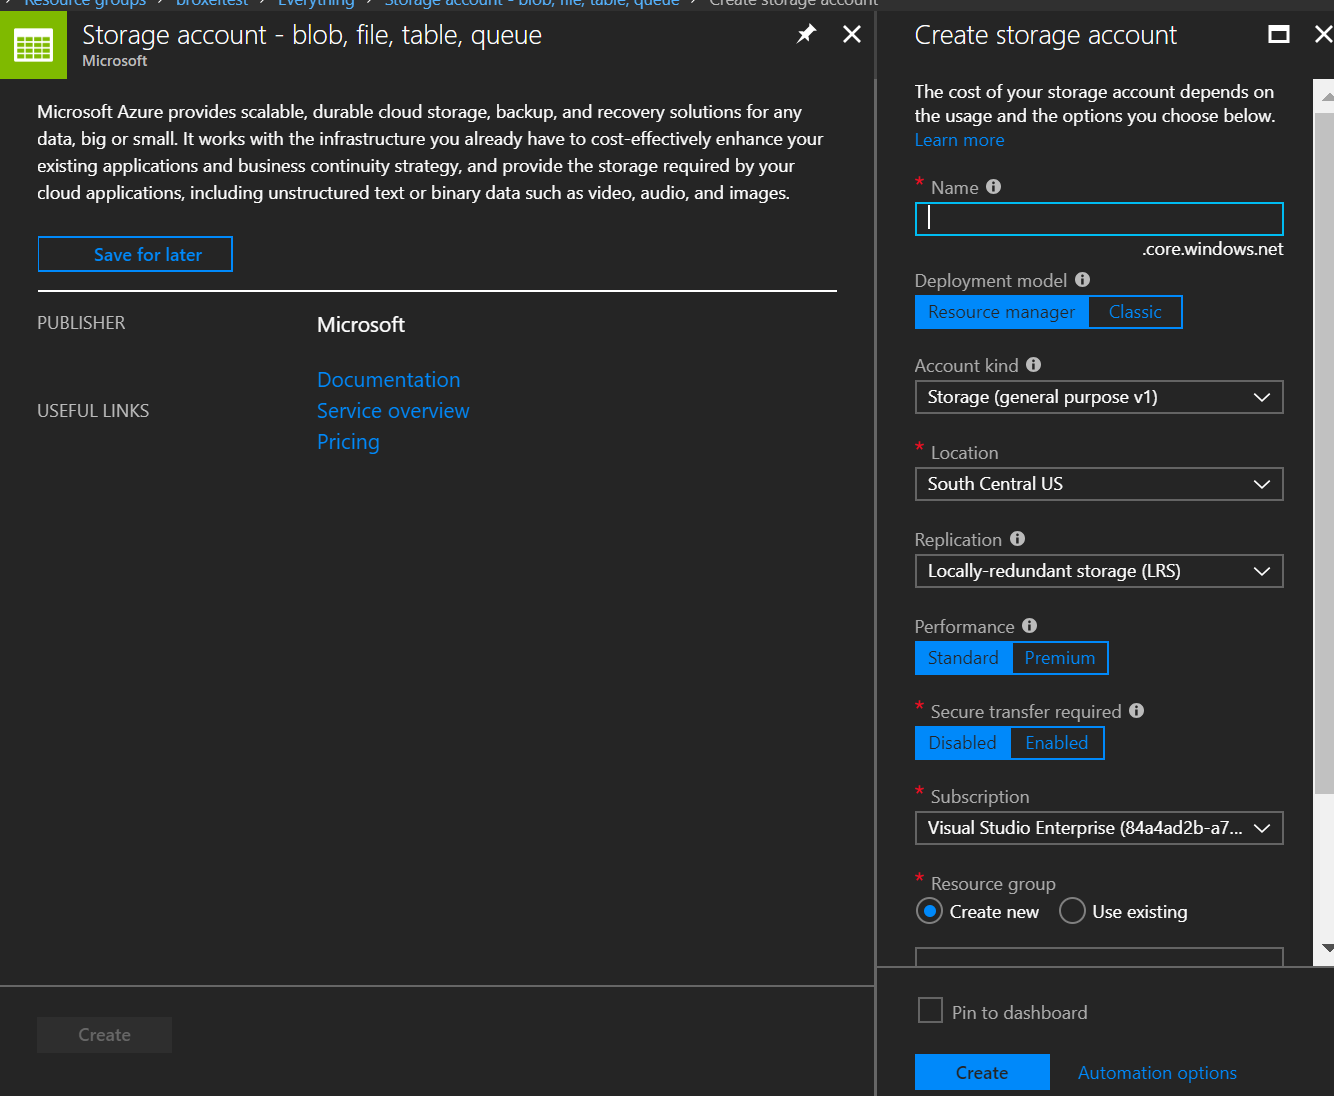 Resource groups > broxeltest > Everything > Storage account - blob, file, table, queue > Create storage account
Storage account - blob, file, table, queue
Microsoft
Microsoft Azure provides scalable, durable cloud storage, backup, and recovery solutions for any
data, big or small. It works with the infrastructure you already have to cost-effectively enhance your
existing applications and business continuity strategy, and provide the storage required by your
cloud applications, including unstructured text or binary data such as video, audio, and images.
Save for later
PUBLISHER
Microsoft
USEFUL LINKS
Documentation
Service overview
Pricing
Create
Create storage account
The cost of your storage account depends on
the usage and the options you choose below.
Learn more
* Name
.core.windows.net
Deployment model
Resource manager Classic
Account kind
Storage (general purpose v1)
* Location
South Central US
Replication
Locally-redundant storage (LRS)
Performance
Standard Premium
* Secure transfer required
Disabled Enabled
* Subscription
Visual Studio Enterprise (84a4ad2b-a7...
* Resource group
Create new Use existing
Pin to dashboard
Create Automation options